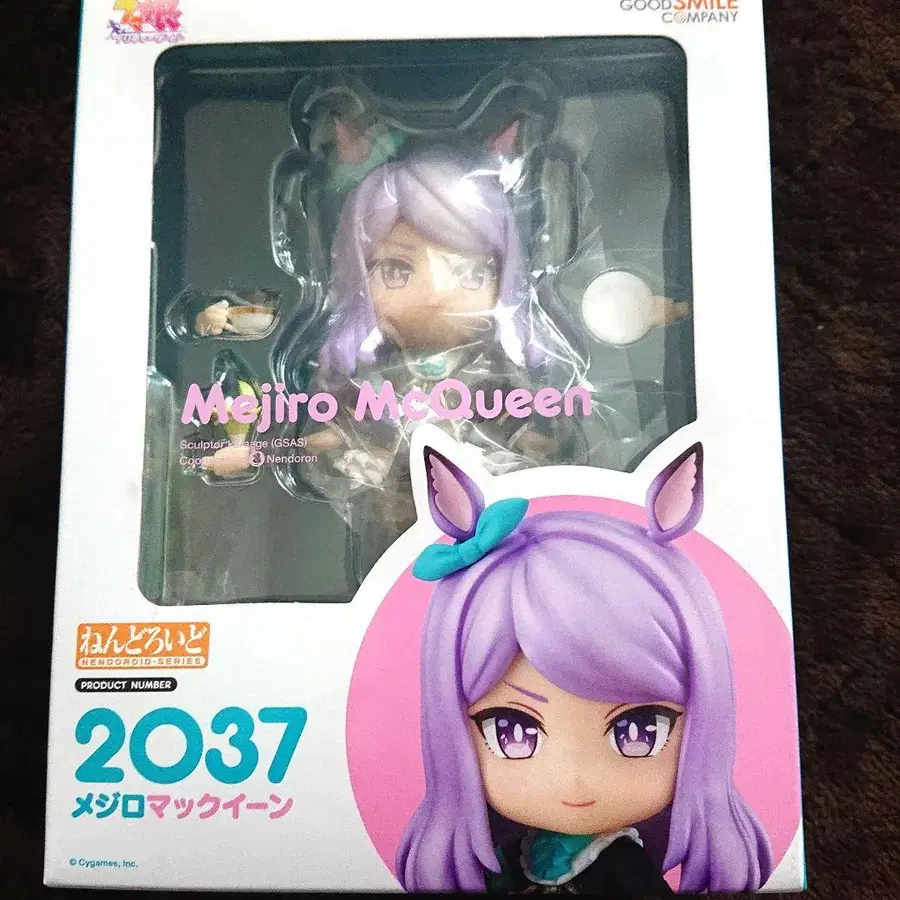 GOOD SMILE
COMPANY
Mejiro McQueen
(GSAS)
Nendoron
ねんどろいど
NENDOROID-SERIES
PRODUCT NUMBER
2037
メジロマックイーン
© Cygames, Inc.